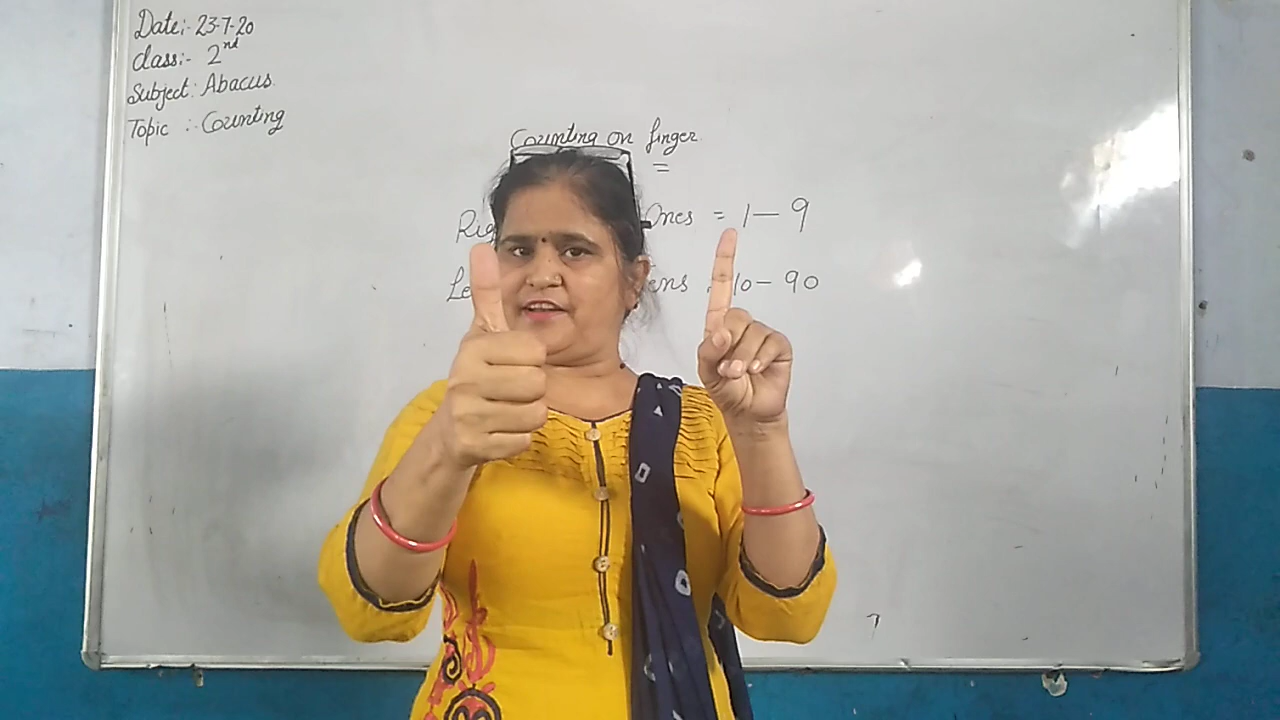 Date:- 23-7-20
Class:- 2nd
Subject: Abacus.
Topic :- Counting
Counting on finger.
=
Ones = 1 — 9
10 — 90